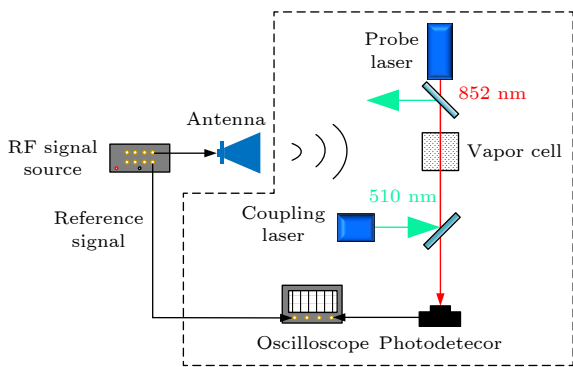 Probe
laser
852 nm
Antenna
RF signal
source
Vapor cell
510 nm
Reference
signal
Coupling
laser
Oscilloscope
Photodetecor